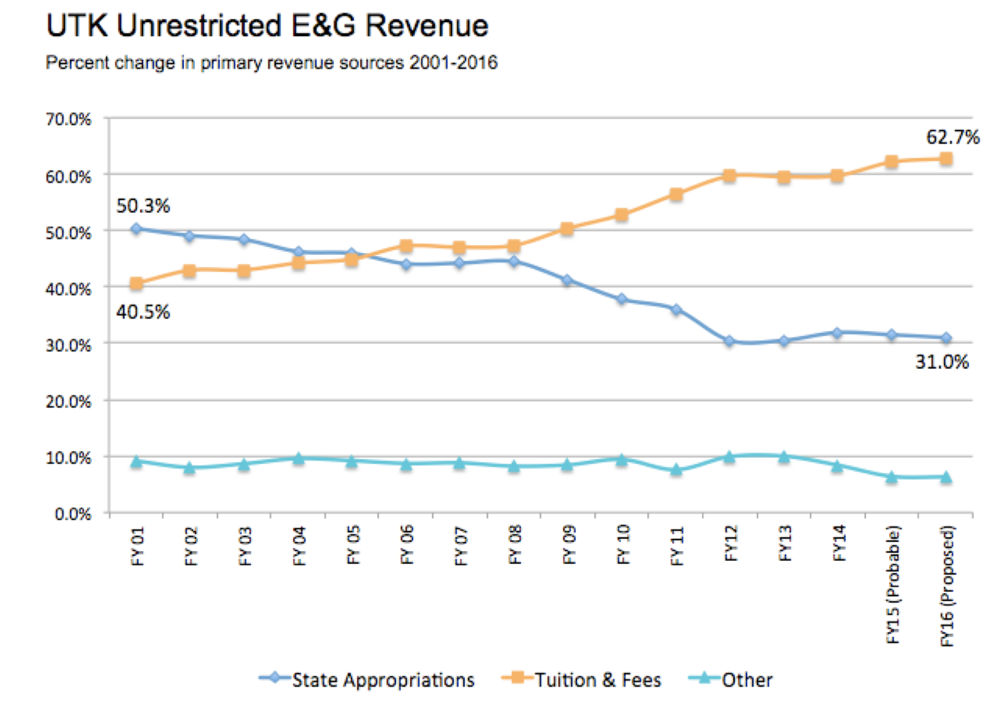 UTK Unrestricted E&G Revenue
Percent change in primary revenue sources 2001-2016
70.0%
62.7%
60.0%
50.3%
50.0%
40.0%
40.5%
30.0%
31.0%
20.0%
10.0%
0.0%
FY 01
FY 02
FY 03
FY 04
FY 05
FY 06
FY 07
FY 08
FY 09
FY 10
FY 11
FY12
FY13
FY14
FY15 (Probable)
FY16 (Proposed)
State Appropriations Tuition & Fees Other